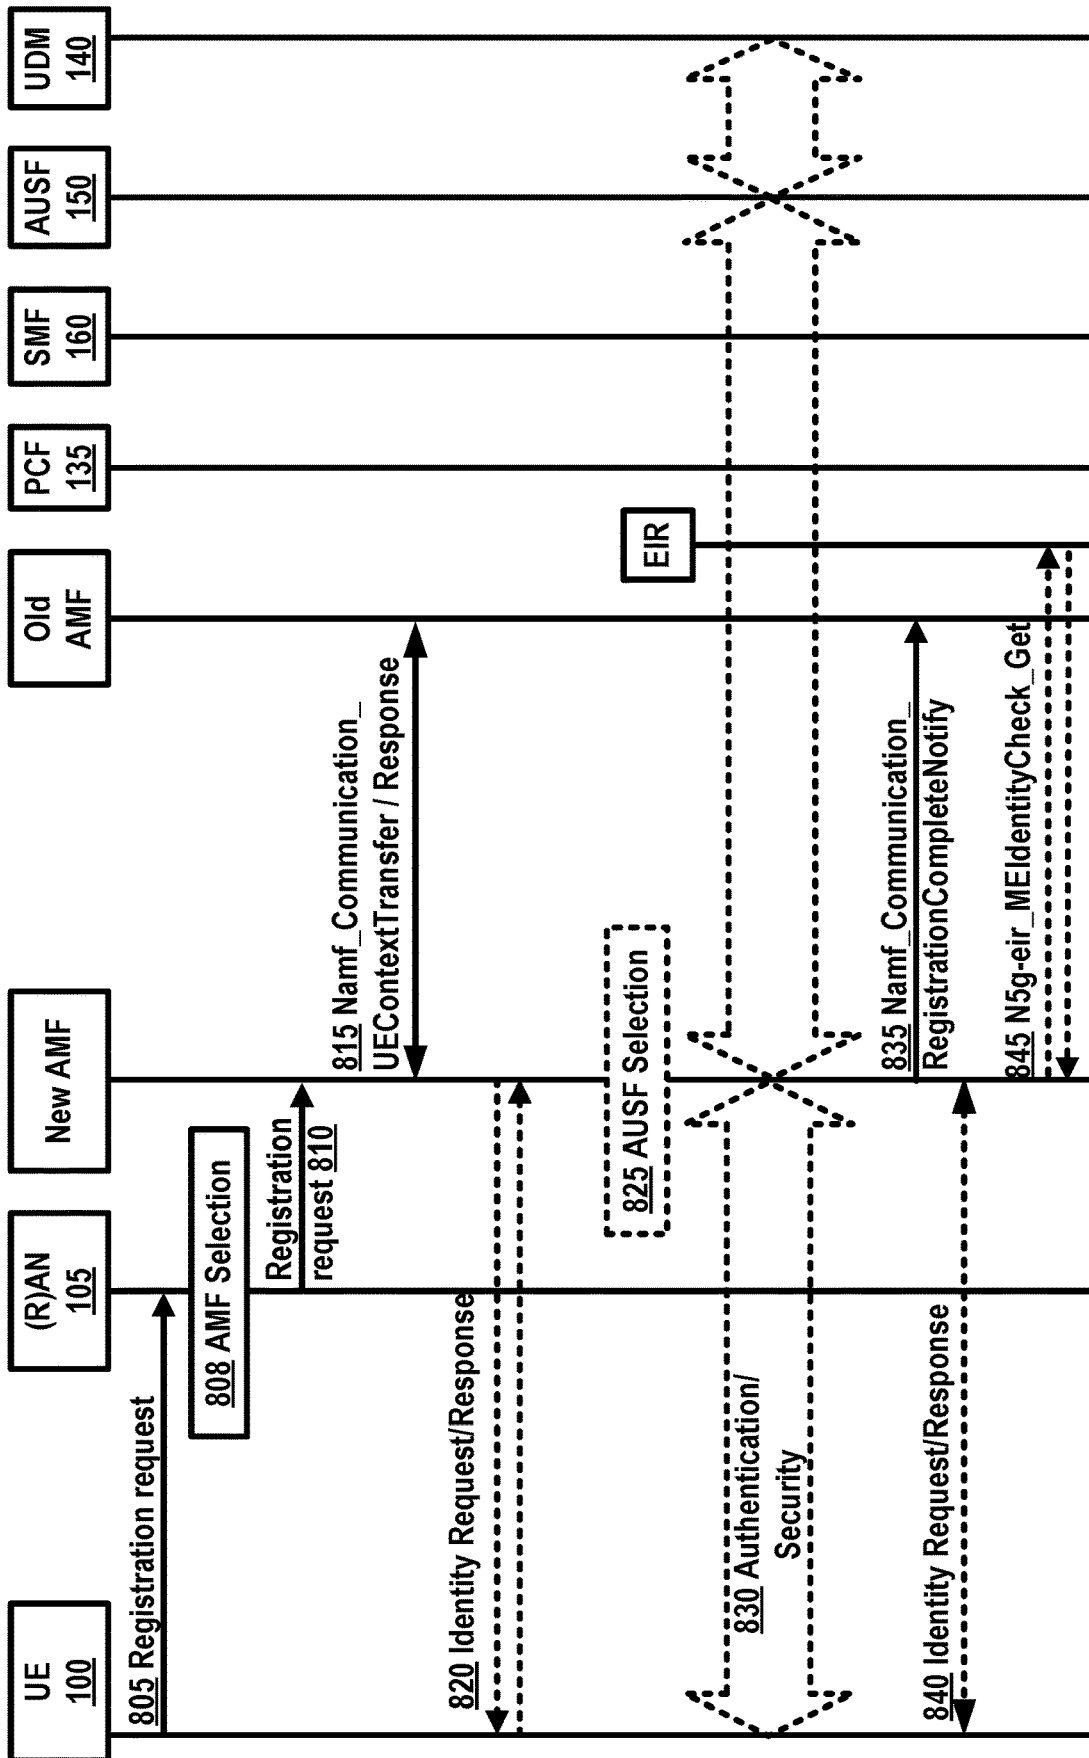 UE
100
(R)AN
105
New AMF
Old
AMF
PCF
135
SMF
160
AUSF
150
UDM
140
805 Registration request
808 AMF Selection
Registration
request 810
815 Namf_Communication_
UEContextTransfer / Response
820 Identity Request/Response
825 AUSF Selection
EIR
830 Authentication/
Security
835 Namf_Communication_
RegistrationCompleteNotify
840 Identity Request/Response
845 N5g-eir_MEIdentityCheck_Get